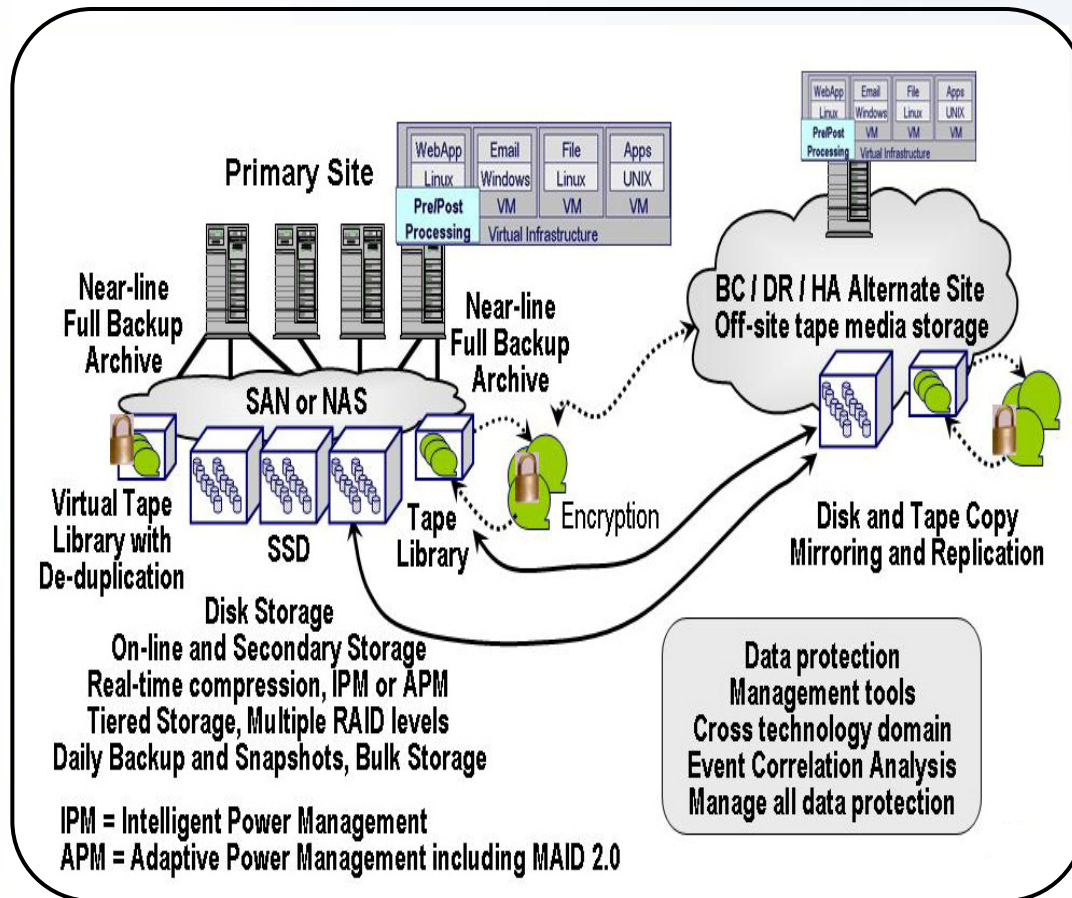 Primary Site
WebApp Email File Apps
Linux Windows Linux UNIX
Pre/Post VM VM VM
Processing Virtual Infrastructure
WebApp Email File Apps
Linux Windows Linux UNIX
Pre/Post VM VM VM
Processing Virtual Infrastructure
Near-line
Full Backup
Archive
Near-line
Full Backup
Archive
BC / DR / HA Alternate Site
Off-site tape media storage
SAN or NAS
Virtual Tape
Library with
De-duplication
SSD
Tape
Library
Encryption
Disk and Tape Copy
Mirroring and Replication
Disk Storage
On-line and Secondary Storage
Real-time compression, IPM or APM
Tiered Storage, Multiple RAID levels
Daily Backup and Snapshots, Bulk Storage
Data protection
Management tools
Cross technology domain
Event Correlation Analysis
Manage all data protection
IPM = Intelligent Power Management
APM = Adaptive Power Management including MAID 2.0